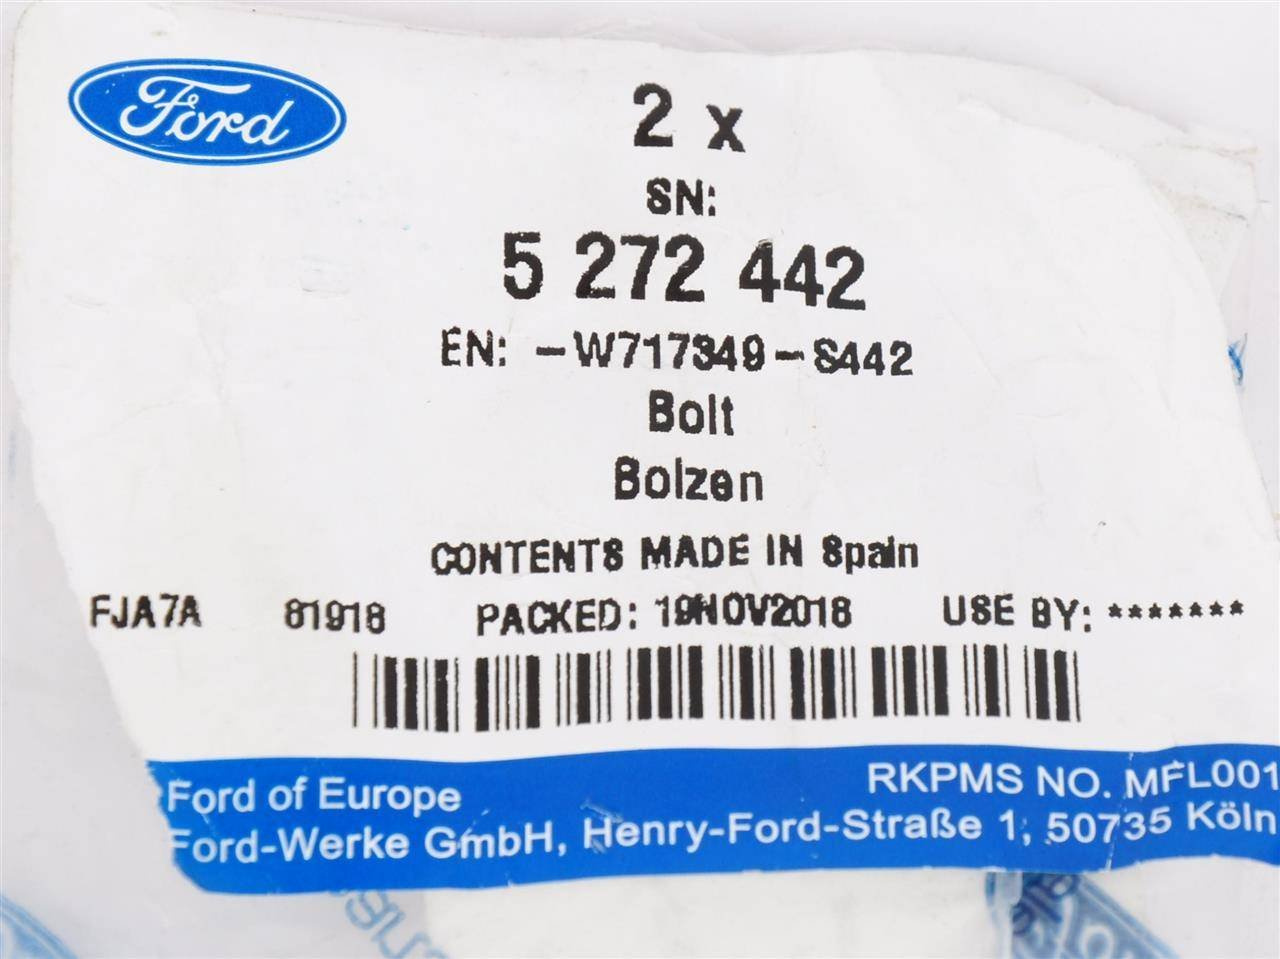 Ford
2 x
SN:
5 272 442
EN: -W717349-S442
Bolt
Bolzen
CONTENTS MADE IN Spain
FJA7A 81918 PACKED: 19NOV2018 USE BY: *******
Ford of Europe RKPMS NO. MFL001
Ford-Werke GmbH, Henry-Ford-Straße 1, 50735 Köln